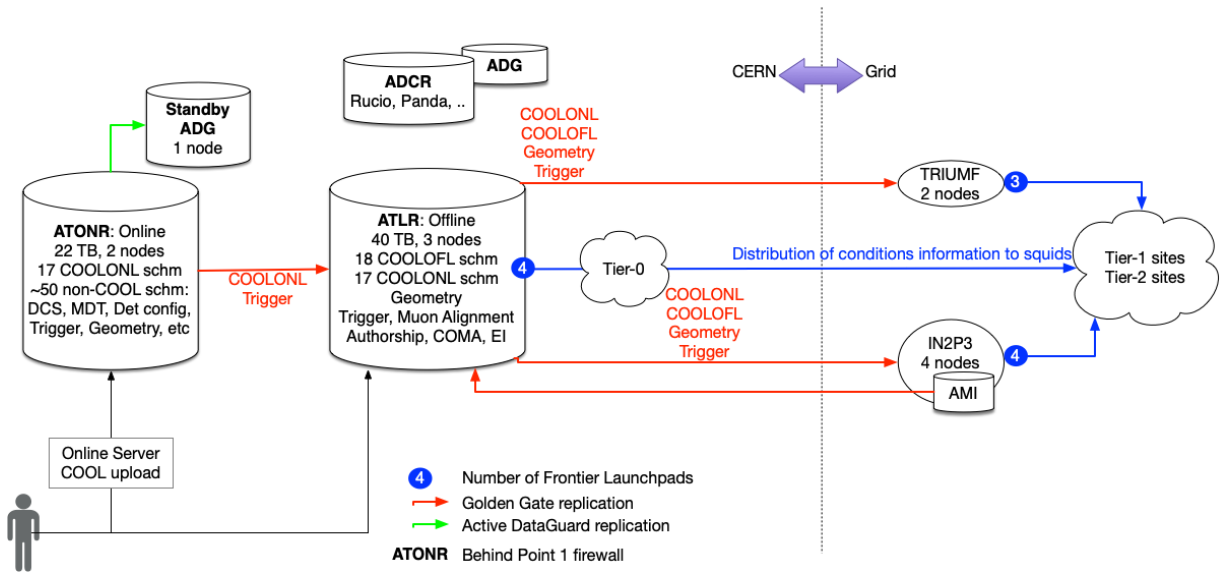 ADG
ADCR
Rucio, Panda, ..
CERN
Grid
Standby
ADG
1 node
COOLONL
COOLOFL
Geometry
Trigger
TRIUMF
2 nodes
3
ATONR: Online
22 TB, 2 nodes
17 COOLONL schm
~50 non-COOL schm:
DCS, MDT, Det config,
Trigger, Geometry, etc
COOLONL
Trigger
ATLR: Offline
40 TB, 3 nodes
18 COOLOFL schm
17 COOLONL schm
Geometry
Trigger, Muon Alignment
Authorship, COMA, EI
4
Tier-0
Distribution of conditions information to squids
Tier-1 sites
Tier-2 sites
COOLONL
COOLOFL
Geometry
Trigger
IN2P3
4 nodes
4
AMI
Online Server
COOL upload
4 Number of Frontier Launchpads
Golden Gate replication
Active DataGuard replication
ATONR Behind Point 1 firewall